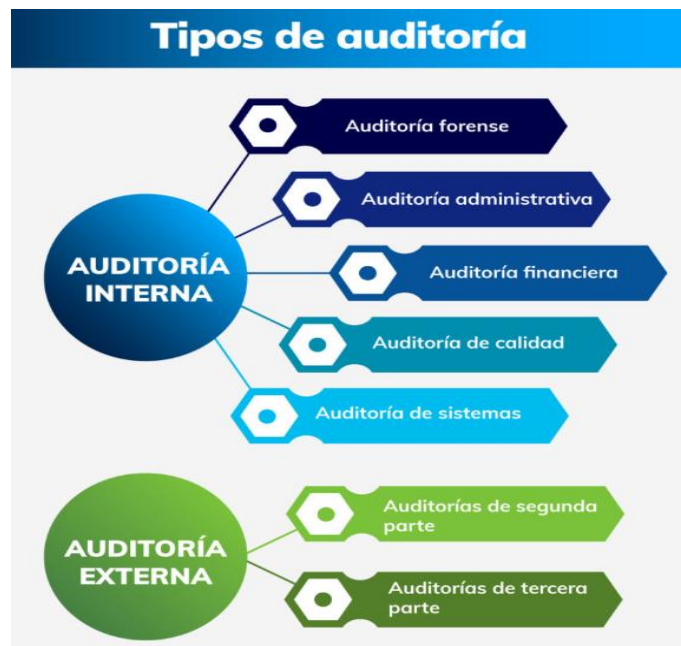 Tipos de auditoría
AUDITORÍA
INTERNA
Auditoría forense
Auditoría administrativa
Auditoría financiera
Auditoría de calidad
Auditoría de sistemas
AUDITORÍA
EXTERNA
Auditorías de segunda
parte
Auditorías de tercera
parte